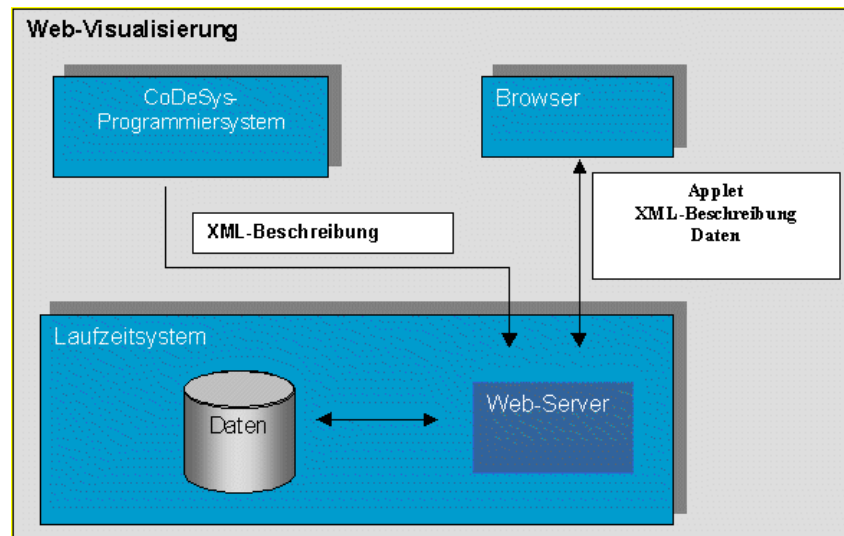 Web-Visualisierung
CoDeSys-
Programmiersystem
Browser
Applet
XML-Beschreibung
Daten
XML-Beschreibung
Laufzeitsystem
Daten
Web-Server